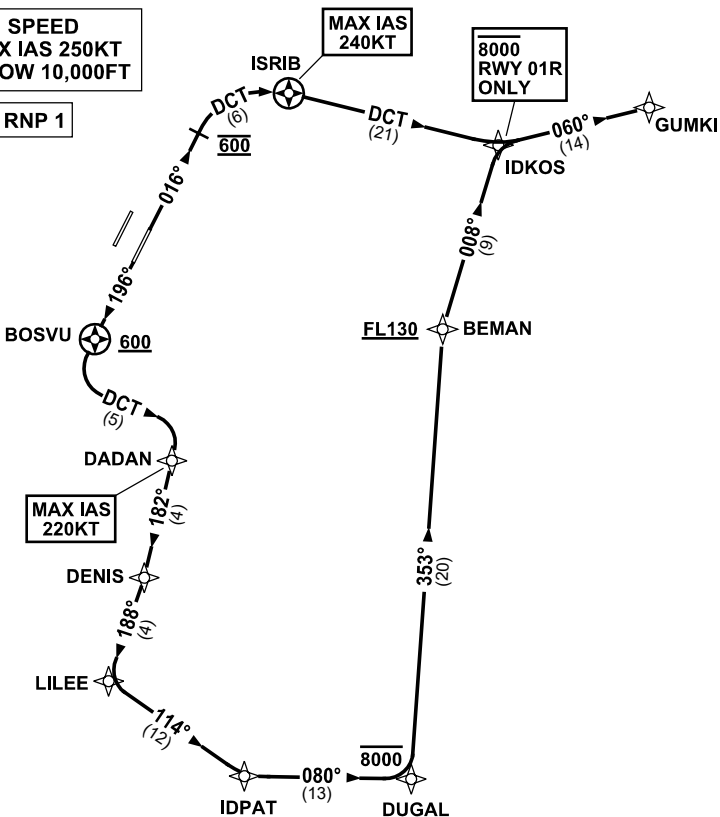 SPEED
X IAS 250KT
OW 10,000FT
RNP 1
MAX IAS
240KT
ISRIB
8000
RWY 01R
ONLY
DCT
(6)
600
DCT
(21)
060°
(14)
GUMKI
IDKOS
016°
196°
008°
(9)
BOSVU
600
FL130
BEMAN
DCT
(5)
DADAN
MAX IAS
220KT
182°
(4)
DENIS
353°
(20)
188°
(4)
LILEE
114°
(12)
8000
080°
(13)
IDPAT
DUGAL